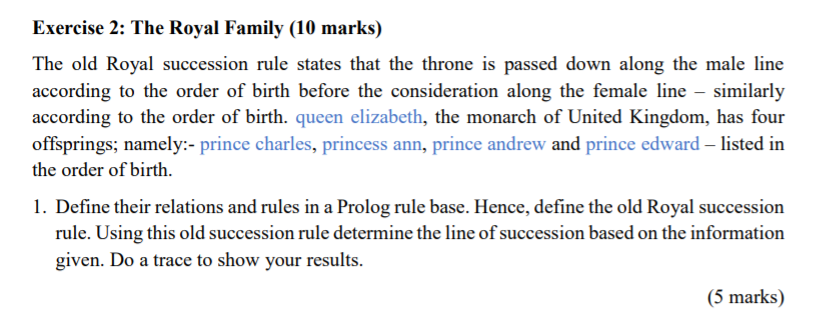 Exercise 2: The Royal Family (10 marks)
The old Royal succession rule states that the throne is passed down along the male line
according to the order of birth before the consideration along the female line – similarly
according to the order of birth. queen elizabeth, the monarch of United Kingdom, has four
offsprings; namely:- prince charles, princess ann, prince andrew and prince edward – listed in
the order of birth.
1. Define their relations and rules in a Prolog rule base. Hence, define the old Royal succession
rule. Using this old succession rule determine the line of succession based on the information
given. Do a trace to show your results.
(5 marks)